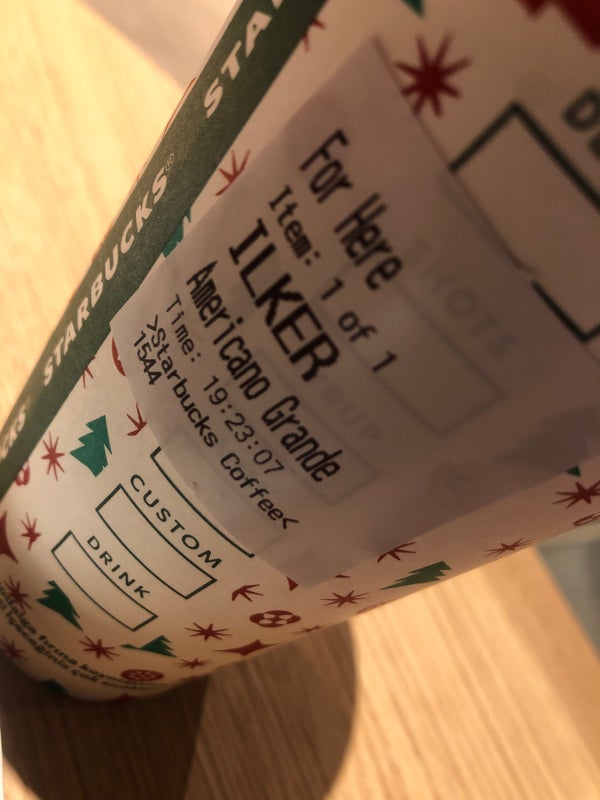 STARBUCKS®
For Here
Item: 1 of 1
ILKER
Americano Grande
Time: 19:23:07
>Starbucks Coffee<
1544
SHOTS
CUSTOM
DRINK